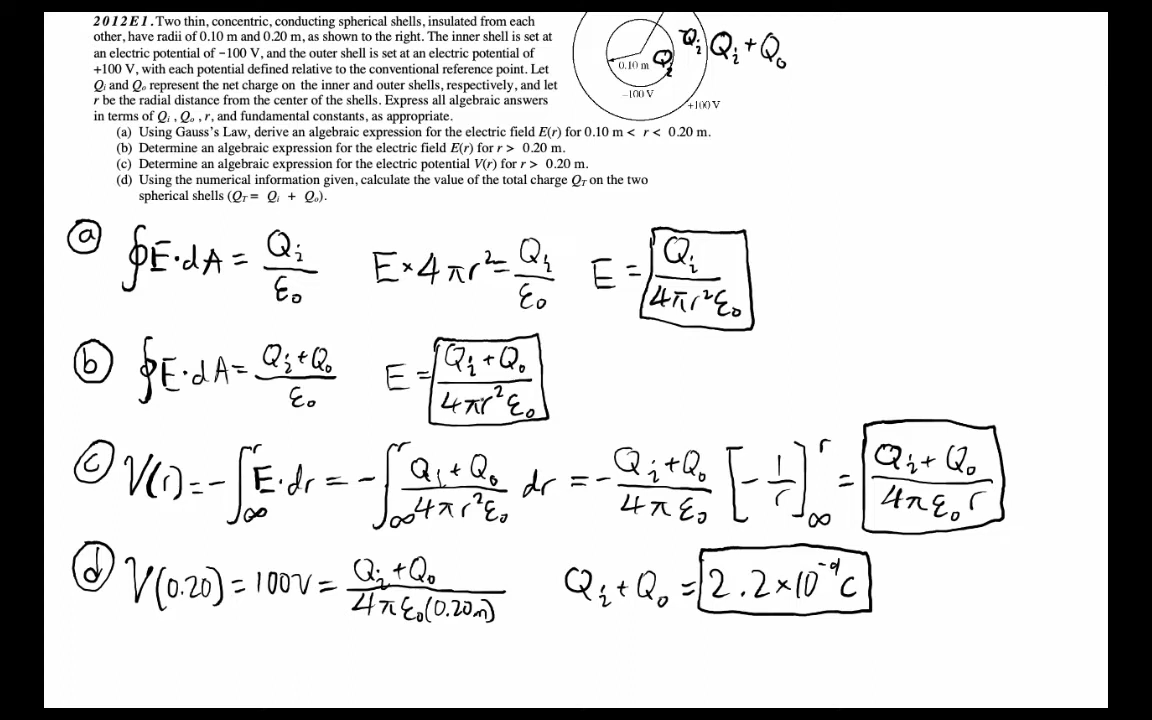 2012E1. Two thin, concentric, conducting spherical shells, insulated from each
other, have radii of 0.10 m and 0.20 m, as shown to the right. The inner shell is set at
an electric potential of −100 V, and the outer shell is set at an electric potential of
+100 V, with each potential defined relative to the conventional reference point. Let
Qᵢ and Qₒ represent the net charge on the inner and outer shells, respectively, and let
r be the radial distance from the center of the shells. Express all algebraic answers
in terms of Qᵢ, Qₒ, r, and fundamental constants, as appropriate.
(a) Using Gauss's Law, derive an algebraic expression for the electric field E(r) for 0.10 m < r < 0.20 m.
(b) Determine an algebraic expression for the electric field E(r) for r > 0.20 m.
(c) Determine an algebraic expression for the electric potential V(r) for r > 0.20 m.
(d) Using the numerical information given, calculate the value of the total charge Q_T on the two
spherical shells (Q_T = Qᵢ + Qₒ).
0.10 m Qᵢ Qᵢ Qᵢ + Qₒ
−100 V
+100 V
(a) ∮E·dA = Qᵢ/ε₀ E×4πr² = Qᵢ/ε₀ E = Qᵢ/(4πr²ε₀)
(b) ∮E·dA = (Qᵢ+Qₒ)/ε₀ E = (Qᵢ+Qₒ)/(4πr²ε₀)
(c) V(r) = −∫_∞^r E·dr = −∫_∞^r (Qᵢ+Qₒ)/(4πr²ε₀) dr = −(Qᵢ+Qₒ)/(4πε₀) [−1/r]_∞^r = (Qᵢ+Qₒ)/(4πε₀r)
(d) V(0.20) = 100V = (Qᵢ+Qₒ)/(4πε₀(0.20m)) Qᵢ+Qₒ = 2.2×10⁻⁹C